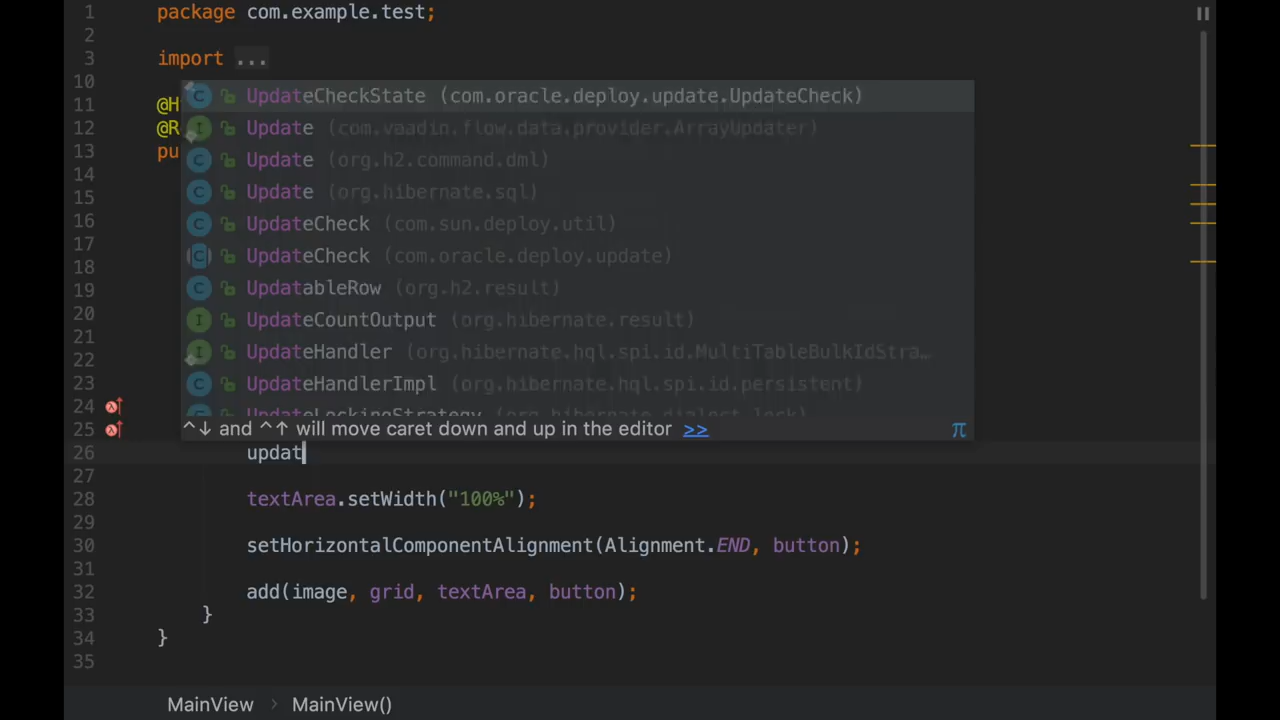 1 package com.example.test;
2
3 import ...
10
11 @H
12 @R
13 pu
14
15
16
17
18
19
20
21
22
23
24
25
UpdateCheckState (com.oracle.deploy.update.UpdateCheck)
Update (com.vaadin.flow.data.provider.ArrayUpdater)
Update (org.h2.command.dml)
Update (org.hibernate.sql)
UpdateCheck (com.sun.deploy.util)
UpdateCheck (com.oracle.deploy.update)
UpdatableRow (org.h2.result)
UpdateCountOutput (org.hibernate.result)
UpdateHandler (org.hibernate.hql.spi.id.MultiTableBulkIdStra…
UpdateHandlerImpl (org.hibernate.hql.spi.id.persistent)
UpdateLockingStrategy (org.hibernate.dialect.lock)
^↓ and ^↑ will move caret down and up in the editor >> π
26 updat
27
28 textArea.setWidth("100%");
29
30 setHorizontalComponentAlignment(Alignment.END, button);
31
32 add(image, grid, textArea, button);
33 }
34 }
35
MainView > MainView()